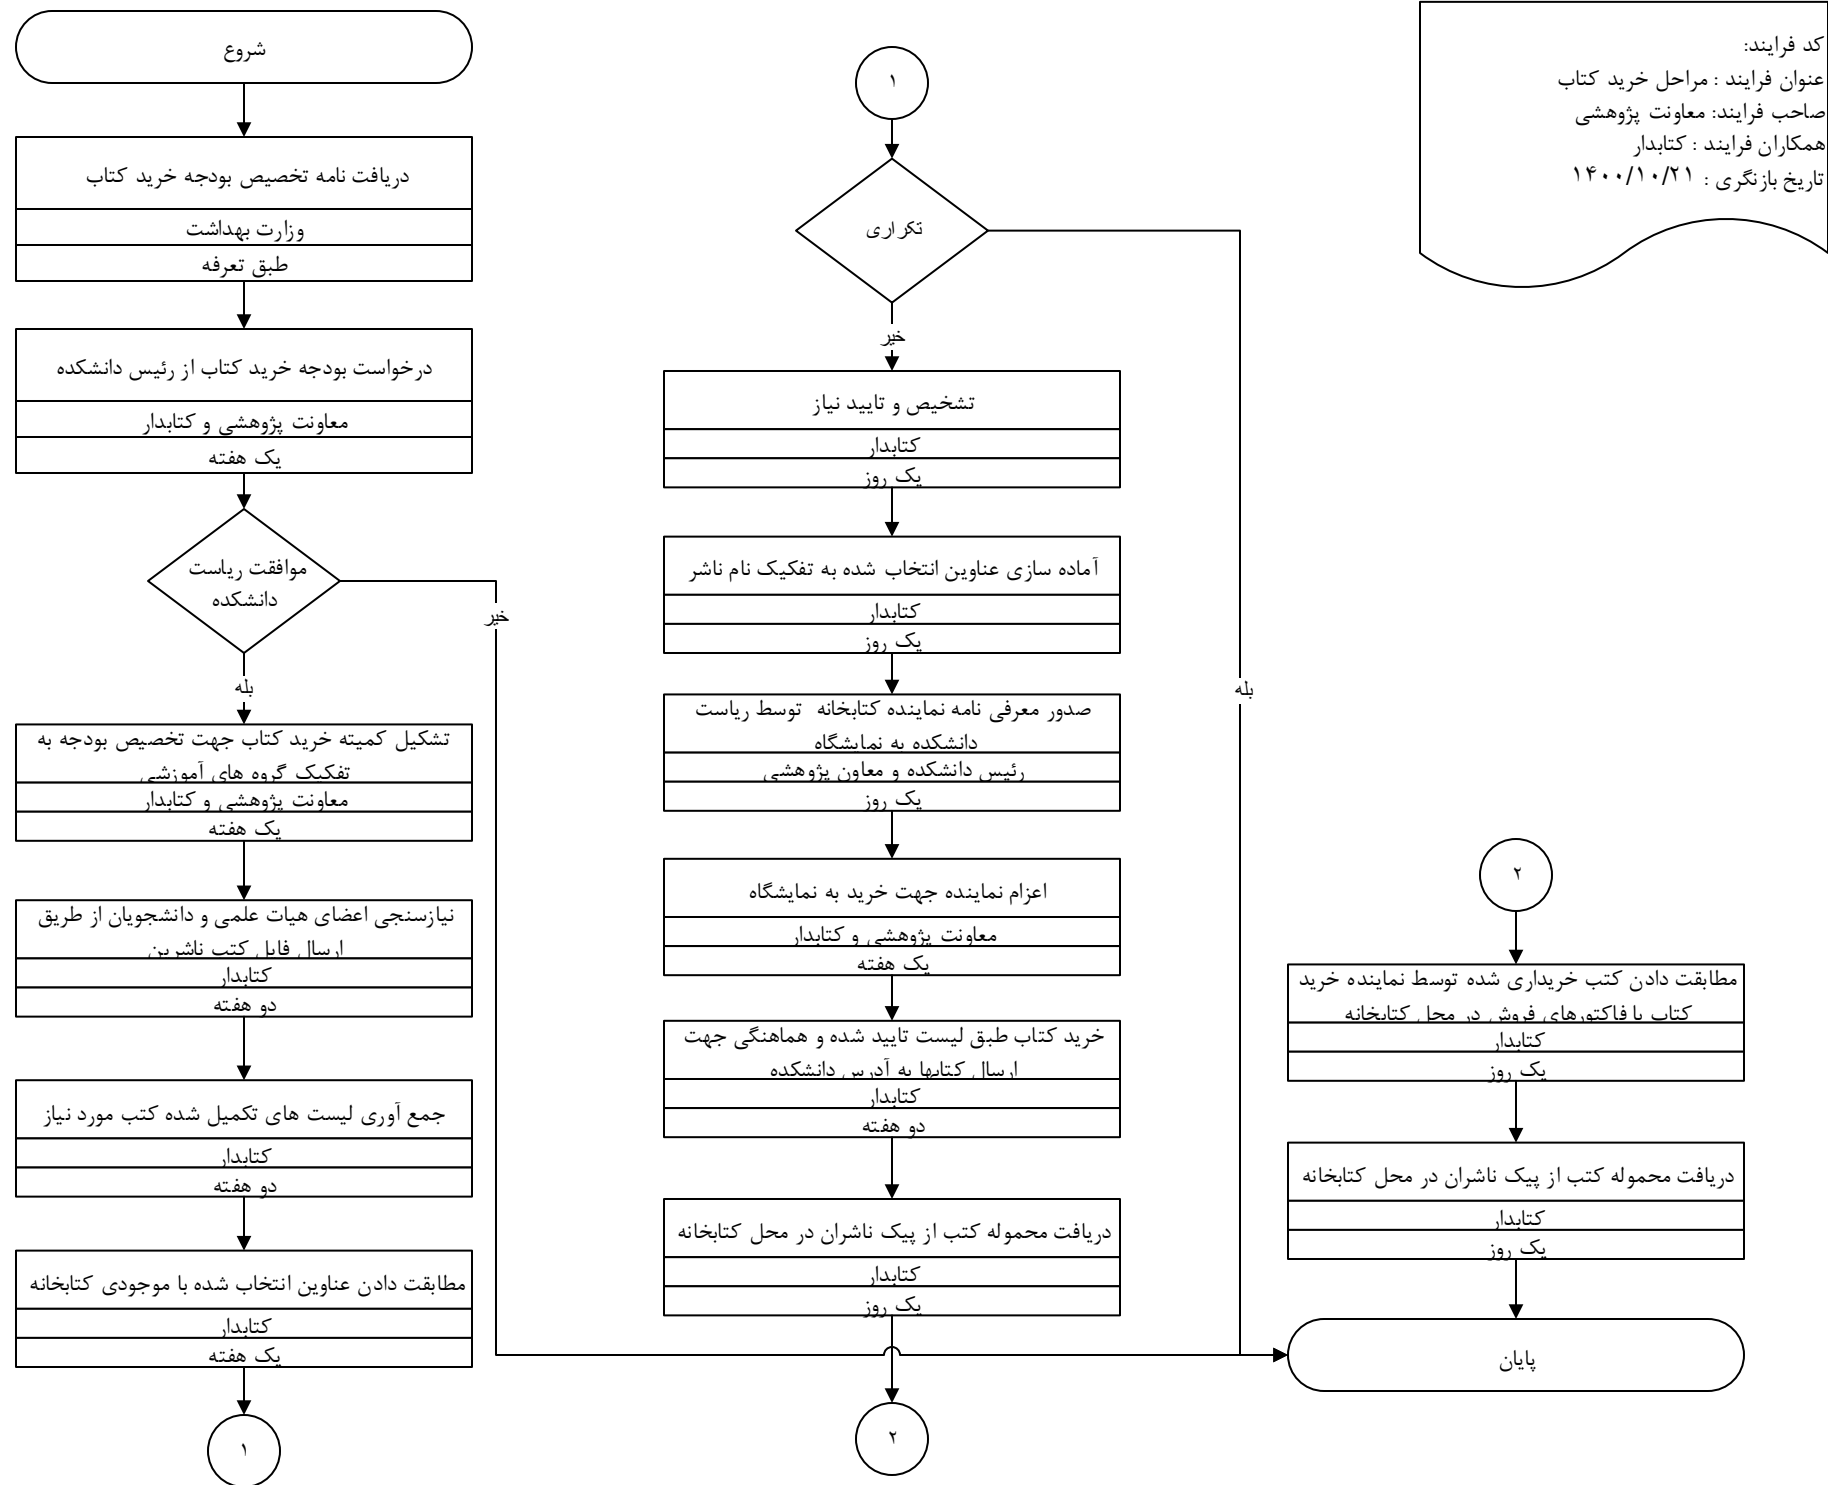 کد فرایند:
عنوان فرایند : مراحل خرید کتاب
صاحب فرایند: معاونت پژوهشی
همکاران فرایند : کتابدار
تاریخ بازنگری : ۱۴۰۰/۱۰/۲۱
شروع
دریافت نامه تخصیص بودجه خرید کتاب
وزارت بهداشت
طبق تعرفه
درخواست بودجه خرید کتاب از رئیس دانشکده
معاونت پژوهشی و کتابدار
یک هفته
موافقت ریاست
دانشکده
خیر
بله
تشکیل کمیته خرید کتاب جهت تخصیص بودجه به
تفکیک گروه های آموزشی
معاونت پژوهشی و کتابدار
یک هفته
نیازسنجی اعضای هیات علمی و دانشجویان از طریق
ارسال فایل کتب ناشرین
کتابدار
دو هفته
جمع آوری لیست های تکمیل شده کتب مورد نیاز
کتابدار
دو هفته
مطابقت دادن عناوین انتخاب شده با موجودی کتابخانه
کتابدار
یک هفته
۱
۱
تکراری
خیر
بله
تشخیص و تایید نیاز
کتابدار
یک روز
آماده سازی عناوین انتخاب شده به تفکیک نام ناشر
کتابدار
یک روز
صدور معرفی نامه نماینده کتابخانه توسط ریاست
دانشکده به نمایشگاه
رئیس دانشکده و معاون پژوهشی
یک روز
اعزام نماینده جهت خرید به نمایشگاه
معاونت پژوهشی و کتابدار
یک هفته
خرید کتاب طبق لیست تایید شده و هماهنگی جهت
ارسال کتابها به آدرس دانشکده
کتابدار
دو هفته
دریافت محموله کتب از پیک ناشران در محل کتابخانه
کتابدار
یک روز
۲
۲
مطابقت دادن کتب خریداری شده توسط نماینده خرید
کتاب با فاکتورهای فروش در محل کتابخانه
کتابدار
یک روز
دریافت محموله کتب از پیک ناشران در محل کتابخانه
کتابدار
یک روز
پایان